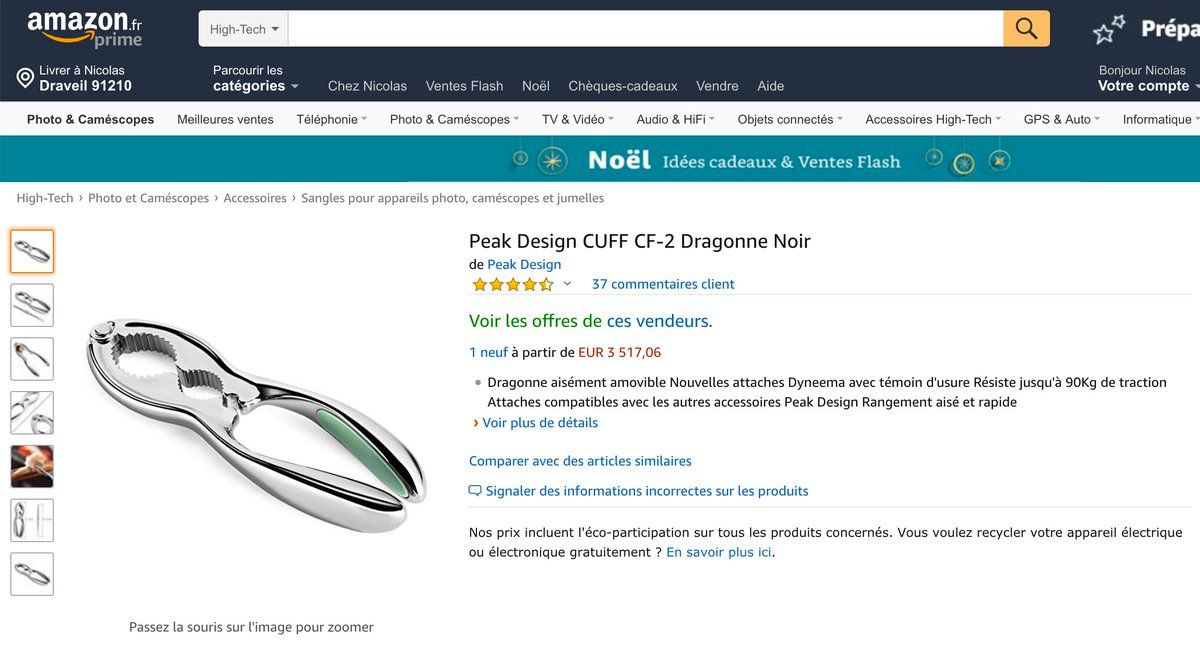 amazon.fr
prime
High-Tech
Prépa
Livrer à Nicolas
Draveil 91210
Parcourir les
catégories
Chez Nicolas Ventes Flash Noël Chèques-cadeaux Vendre Aide
Bonjour Nicolas
Votre compte
Photo & Caméscopes Meilleures ventes Téléphonie Photo & Caméscopes TV & Vidéo Audio & HiFi Objets connectés Accessoires High-Tech GPS & Auto Informatique
Noël Idées cadeaux & Ventes Flash
High-Tech › Photo et Caméscopes › Accessoires › Sangles pour appareils photo, caméscopes et jumelles
Peak Design CUFF CF-2 Dragonne Noir
de Peak Design
37 commentaires client
Voir les offres de ces vendeurs.
1 neuf à partir de EUR 3 517,06
Dragonne aisément amovible Nouvelles attaches Dyneema avec témoin d'usure Résiste jusqu'à 90Kg de traction
Attaches compatibles avec les autres accessoires Peak Design Rangement aisé et rapide
› Voir plus de détails
Comparer avec des articles similaires
Signaler des informations incorrectes sur les produits
Nos prix incluent l'éco-participation sur tous les produits concernés. Vous voulez recycler votre appareil électrique
ou électronique gratuitement ? En savoir plus ici.
Passez la souris sur l'image pour zoomer